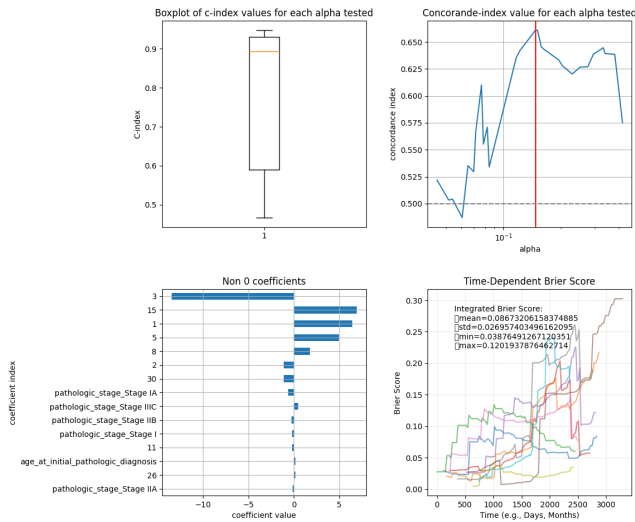 Boxplot of c-index values for each alpha tested
0.9
0.8
0.7
0.6
0.5
C-index
1
Concorande-index value for each alpha tested
0.650
0.625
0.600
0.575
0.550
0.525
0.500
concordance index
10⁻¹
alpha
Non 0 coefficients
3
15
1
5
8
2
30
pathologic_stage_Stage IA
pathologic_stage_Stage IIIC
pathologic_stage_Stage IIB
pathologic_stage_Stage I
11
age_at_initial_pathologic_diagnosis
26
pathologic_stage_Stage IIA
coefficient index
−10
−5
0
5
coefficient value
Time-Dependent Brier Score
Integrated Brier Score:
mean=0.08673206158374885
std=0.026957403496162095
min=0.03876491267120351
max=0.1201937876462714
0.30
0.25
0.20
0.15
0.10
0.05
0.00
Brier Score
0 500 1000 1500 2000 2500 3000
Time (e.g., Days, Months)